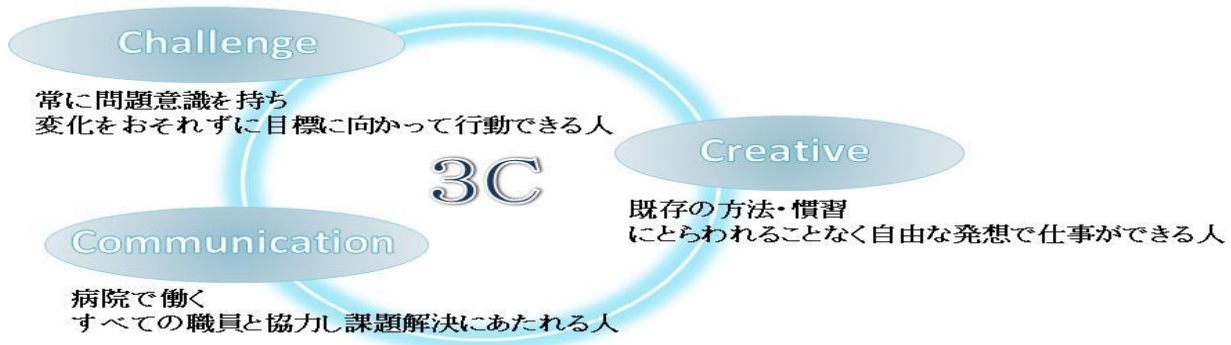 Challenge
常に問題意識を持ち
変化をおそれずに目標に向かって行動できる人
3C
Creative
既存の方法・慣習
にとらわれることなく自由な発想で仕事ができる人
Communication
病院で働く
すべての職員と協力し課題解決にあたれる人